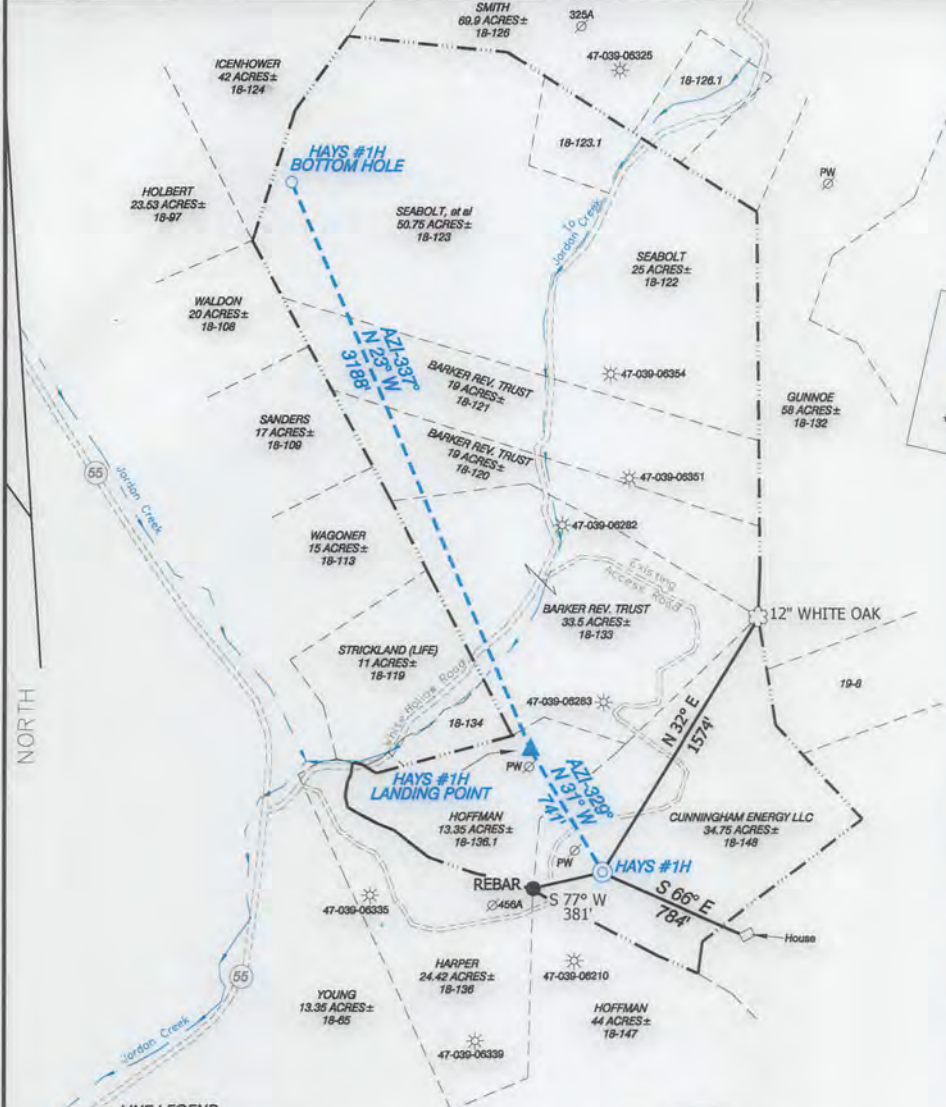 SMITH
69.9 ACRES±
18-126
325A
47-039-06325
ICENHOWER
42 ACRES±
18-124
18-126.1
18-123.1
HAYS #1H
BOTTOM HOLE
PW
HOLBERT
23.53 ACRES±
18-97
SEABOLT, et al
50.75 ACRES±
18-123
To
Jordan Creek
SEABOLT
25 ACRES±
18-122
WALDON
20 ACRES±
18-108
AZI-337°
N 23° W
3188'
BARKER REV. TRUST
19 ACRES±
18-121
47-039-06354
GUNNOE
58 ACRES±
18-132
SANDERS
17 ACRES±
18-109
BARKER REV. TRUST
19 ACRES±
18-120
55
Jordan Creek
47-039-06351
47-039-06282
WAGONER
15 ACRES±
18-113
Existing
Access Road
BARKER REV. TRUST
33.5 ACRES±
18-133
12" WHITE OAK
STRICKLAND (LIFE)
11 ACRES±
18-119
White Hollow Road
19-6
47-039-06283
NORTH
18-134
N 32° E
1574'
PW
HAYS #1H
LANDING POINT
AZI-329°
N 31° W
741'
HOFFMAN
13.35 ACRES±
18-136.1
CUNNINGHAM ENERGY LLC
34.75 ACRES±
18-148
PW
HAYS #1H
REBAR
S 77° W
381'
S 66° E
784'
456A
47-039-06335
House
55
HARPER
24.42 ACRES±
18-136
47-039-06210
YOUNG
13.35 ACRES±
18-65
HOFFMAN
44 ACRES±
18-147
Jordan Creek
47-039-06339
LINE LEGEND